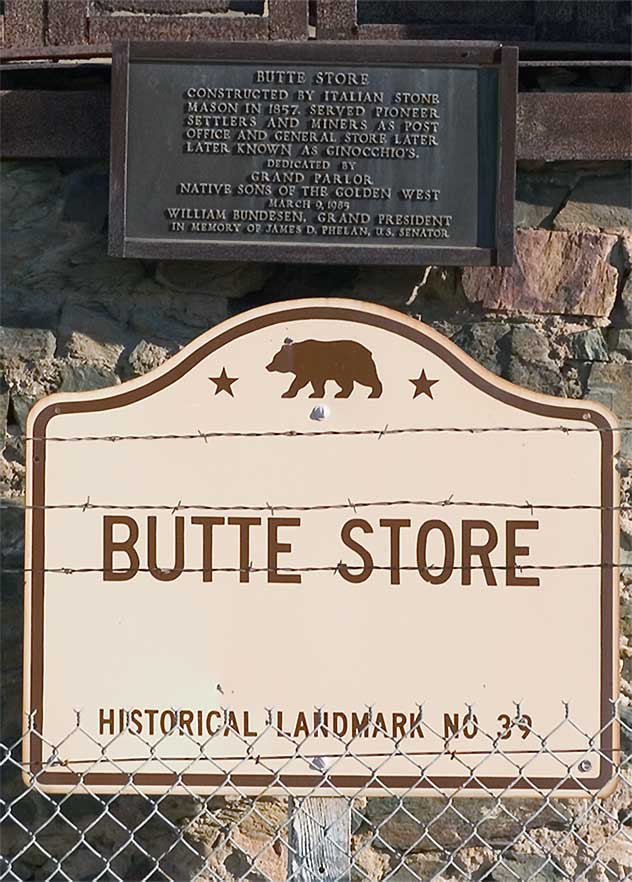 BUTTE STORE
CONSTRUCTED BY ITALIAN STONE
MASON IN 1857. SERVED PIONEER
SETTLERS AND MINERS AS POST
OFFICE AND GENERAL STORE LATER
LATER KNOWN AS GINOCCHIO'S.
DEDICATED BY
GRAND PARLOR
NATIVE SONS OF THE GOLDEN WEST
MARCH 9, 1985
WILLIAM BUNDESEN, GRAND PRESIDENT
IN MEMORY OF JAMES D. PHELAN, U.S. SENATOR
BUTTE STORE
HISTORICAL LANDMARK NO 39